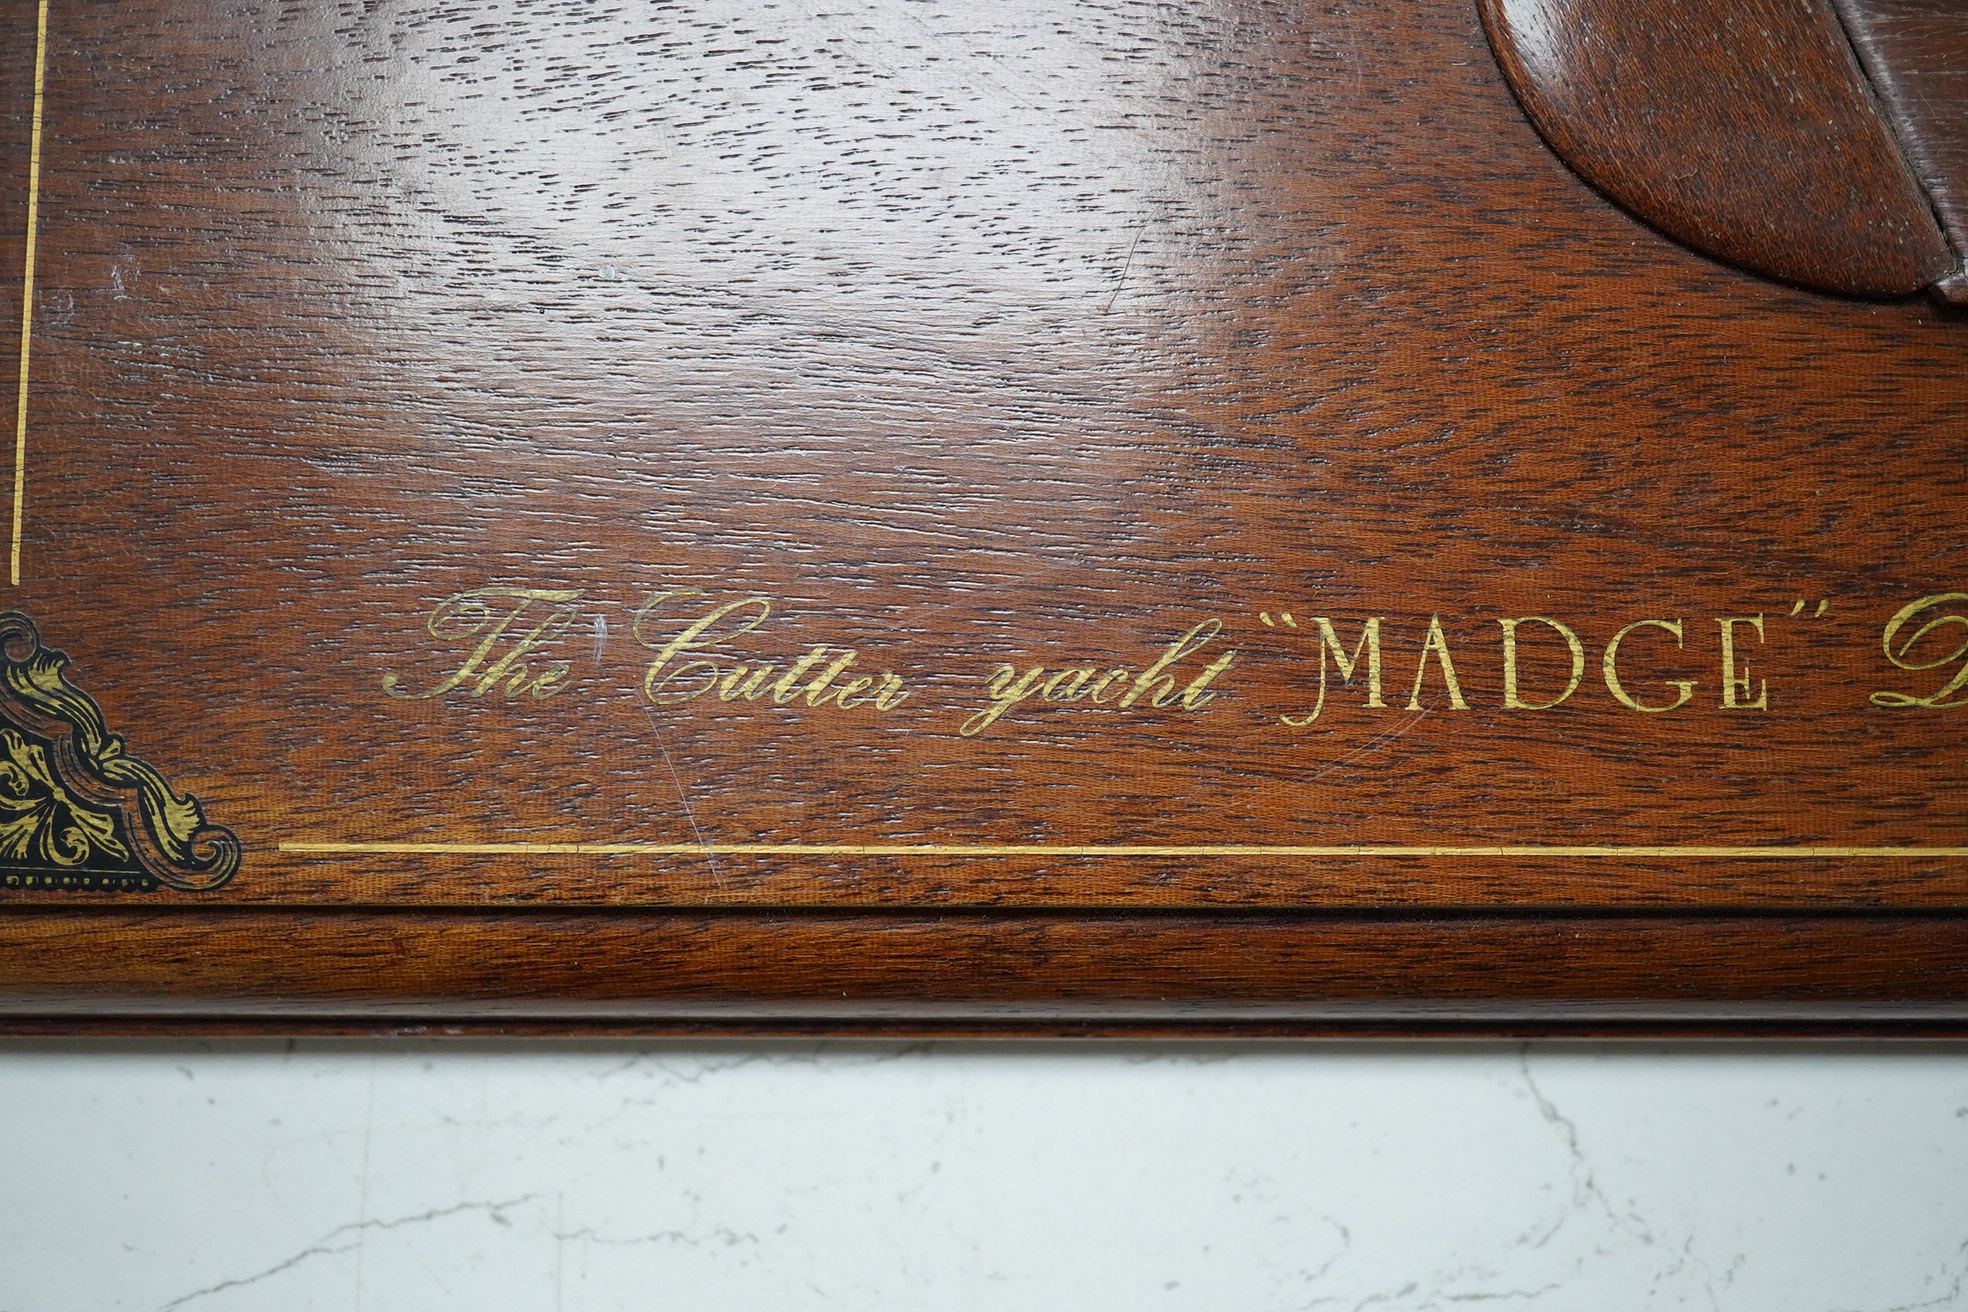 The Cutter yacht “MADGE”